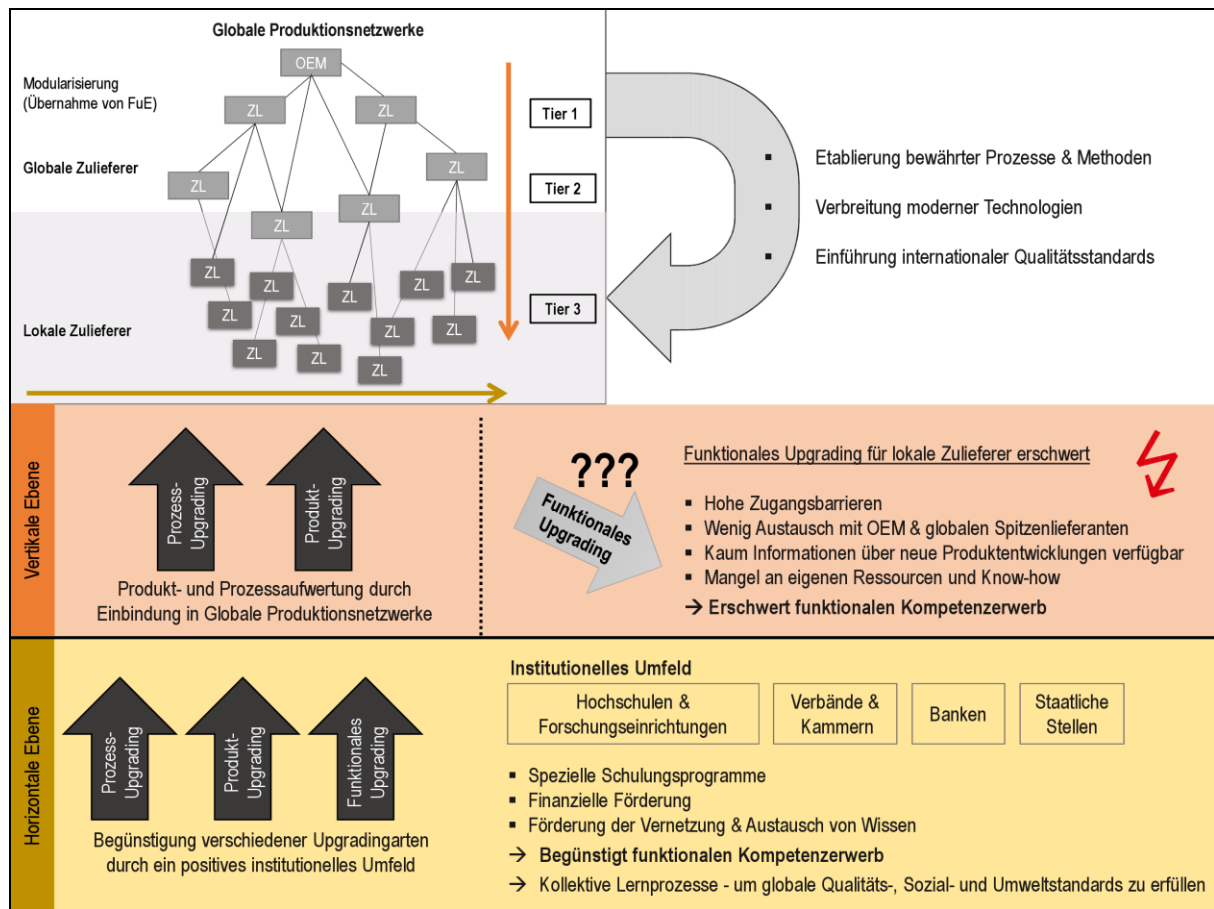 Globale Produktionsnetzwerke
OEM
Modularisierung
(Übernahme von FuE)
ZL
ZL
Tier 1
Globale Zulieferer
ZL
ZL
Tier 2
ZL
ZL
ZL
ZL
ZL
ZL
ZL
ZL
ZL
Tier 3
Lokale Zulieferer
ZL
ZL
ZL
ZL
ZL
ZL
▪ Etablierung bewährter Prozesse & Methoden
▪ Verbreitung moderner Technologien
▪ Einführung internationaler Qualitätsstandards
Vertikale Ebene
Prozess-
Upgrading
Produkt-
Upgrading
Produkt- und Prozessaufwertung durch
Einbindung in Globale Produktionsnetzwerke
???
Funktionales
Upgrading
Funktionales Upgrading für lokale Zulieferer erschwert
▪ Hohe Zugangsbarrieren
▪ Wenig Austausch mit OEM & globalen Spitzenlieferanten
▪ Kaum Informationen über neue Produktentwicklungen verfügbar
▪ Mangel an eigenen Ressourcen und Know-how
→ Erschwert funktionalen Kompetenzerwerb
Horizontale Ebene
Prozess-
Upgrading
Produkt-
Upgrading
Funktionales
Upgrading
Begünstigung verschiedener Upgradingarten
durch ein positives institutionelles Umfeld
Institutionelles Umfeld
Hochschulen &
Forschungseinrichtungen
Verbände &
Kammern
Banken
Staatliche
Stellen
▪ Spezielle Schulungsprogramme
▪ Finanzielle Förderung
▪ Förderung der Vernetzung & Austausch von Wissen
→ Begünstigt funktionalen Kompetenzerwerb
→ Kollektive Lernprozesse - um globale Qualitäts-, Sozial- und Umweltstandards zu erfüllen